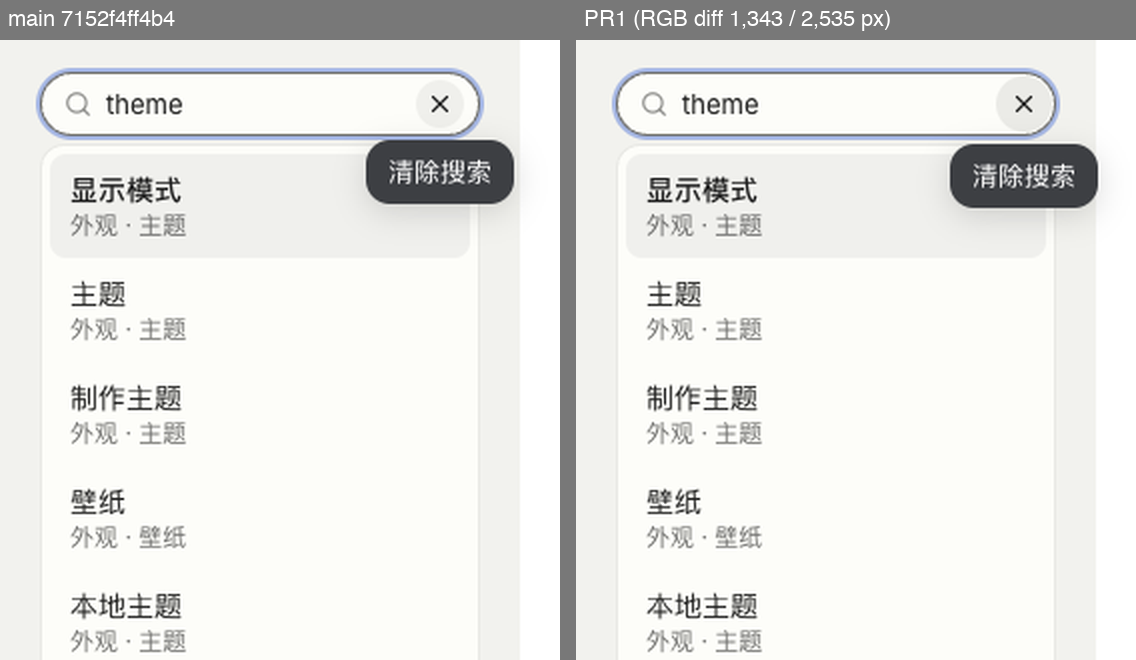 main 7152f4ff4b4
PR1 (RGB diff 1,343 / 2,535 px)
theme
清除搜索
显示模式
外观 · 主题
主题
外观 · 主题
制作主题
外观 · 主题
壁纸
外观 · 壁纸
本地主题
外观 · 主题
theme
清除搜索
显示模式
外观 · 主题
主题
外观 · 主题
制作主题
外观 · 主题
壁纸
外观 · 壁纸
本地主题
外观 · 主题